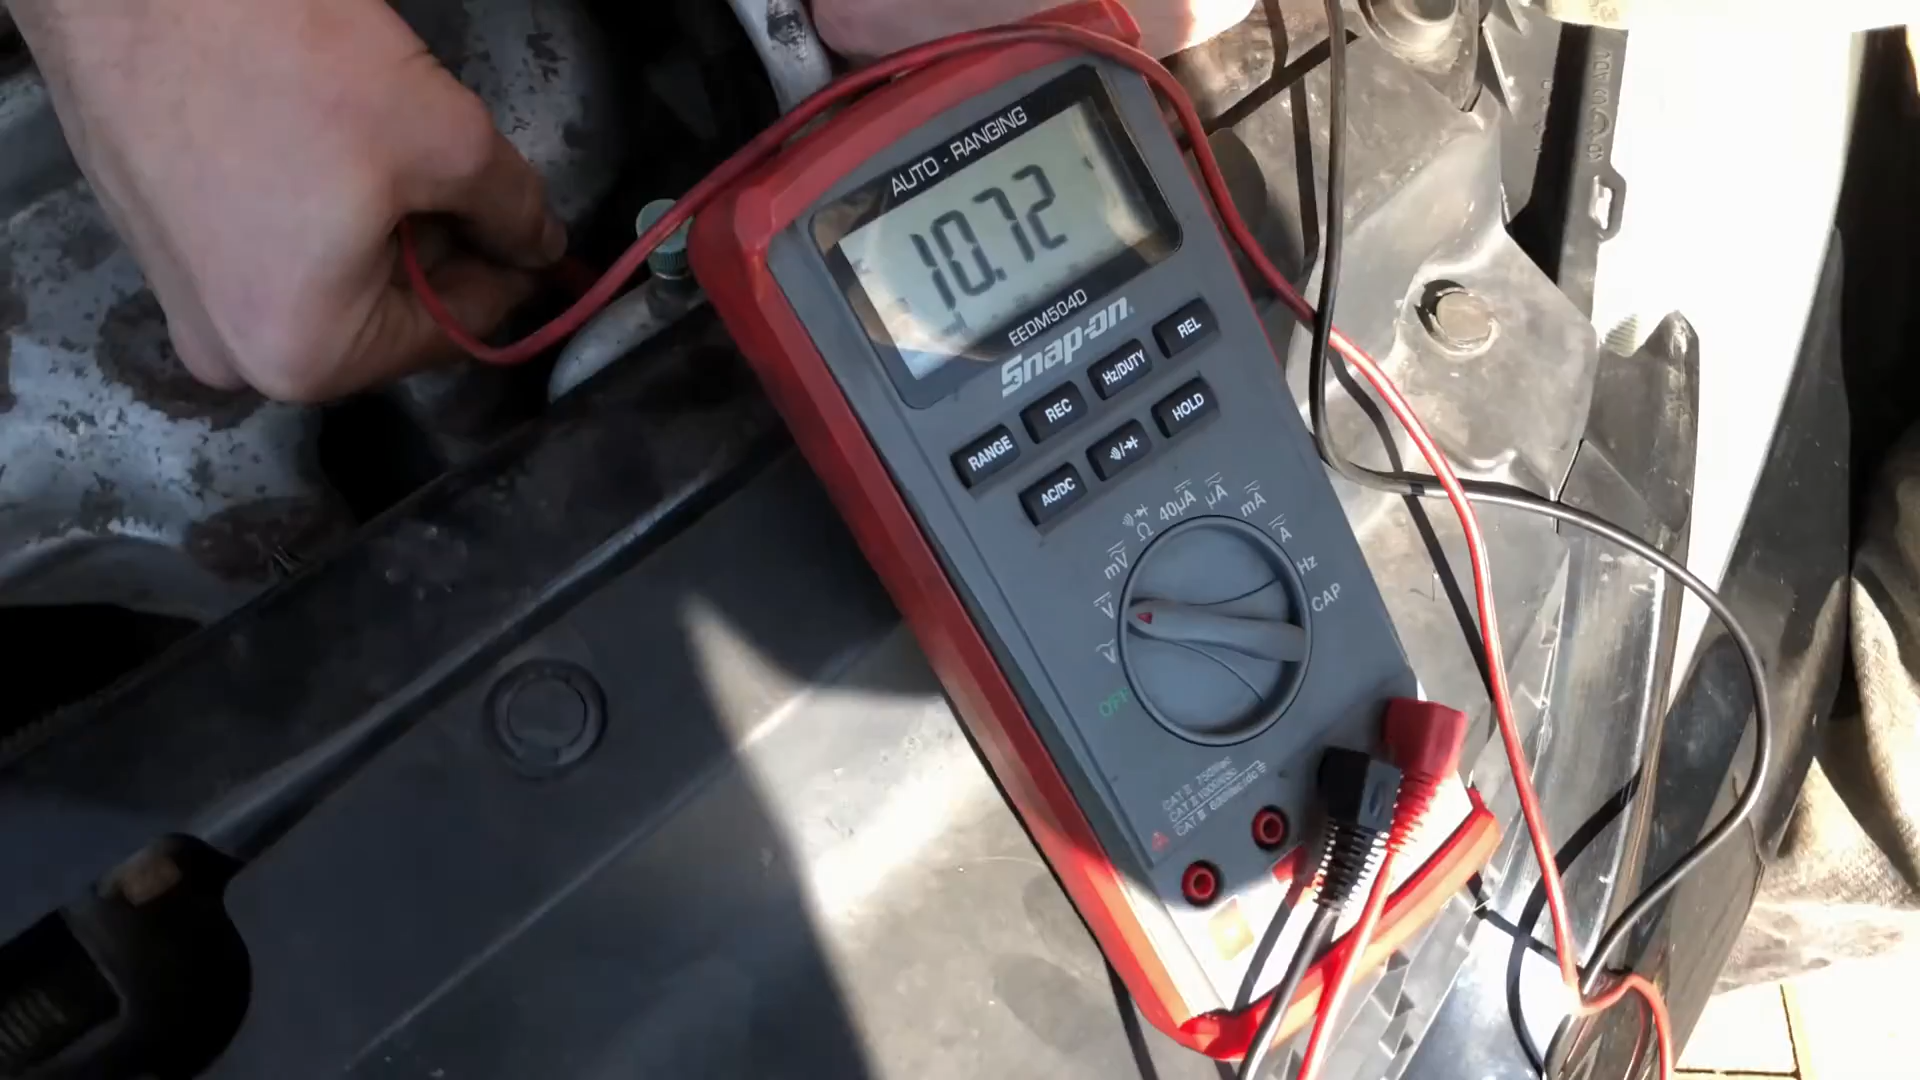 AUTO - RANGING
10.72
EEDM504D
Snap-on
RANGE
REC
Hz/DUTY
REL
AC/DC
HOLD
mV
Ω
40μA
μA
mA
A
Hz
CAP
V
V
OFF